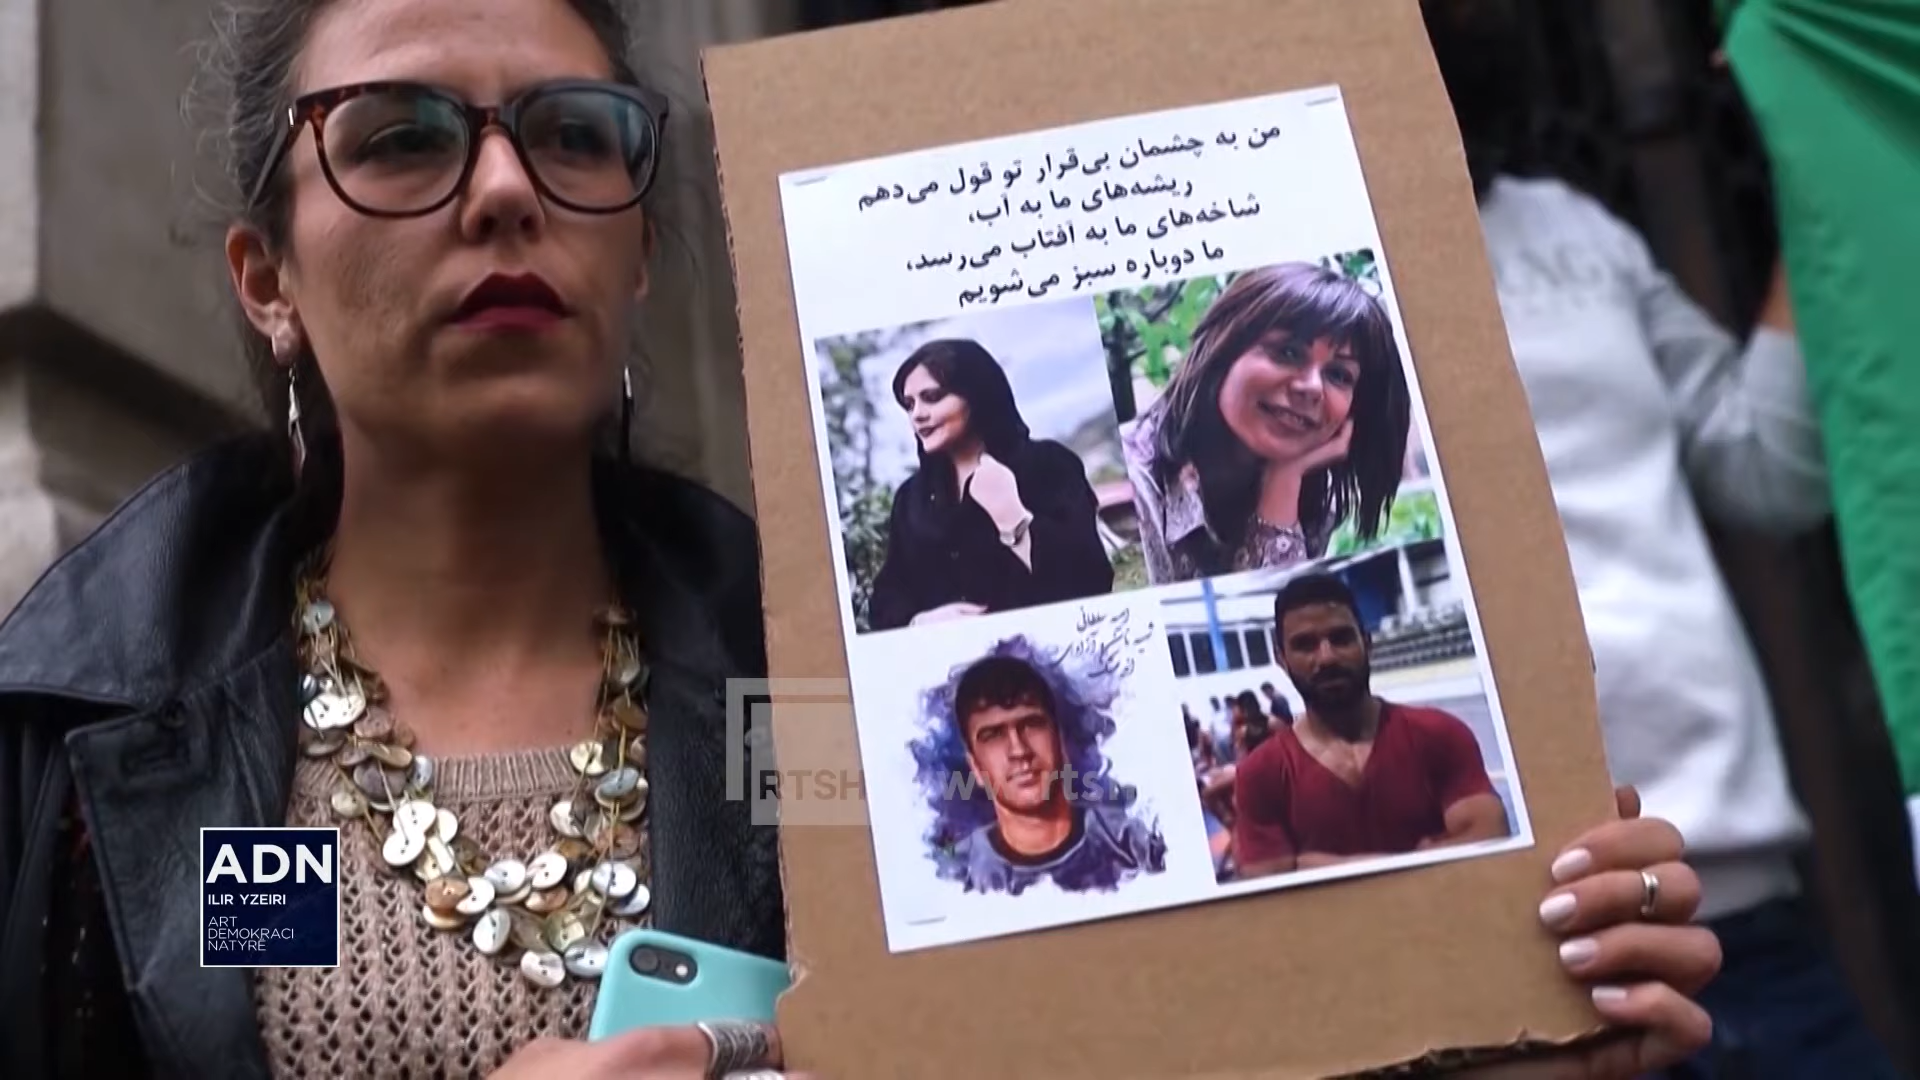 من به چشمان بی‌قرار تو قول می‌دهم
ریشه‌های ما به آب،
شاخه‌های ما به آفتاب می‌رسد،
ما دوباره سبز می‌شویم
RTSH
ADN
ILIR YZEIRI
ART
DEMOKRACI
NATYRË